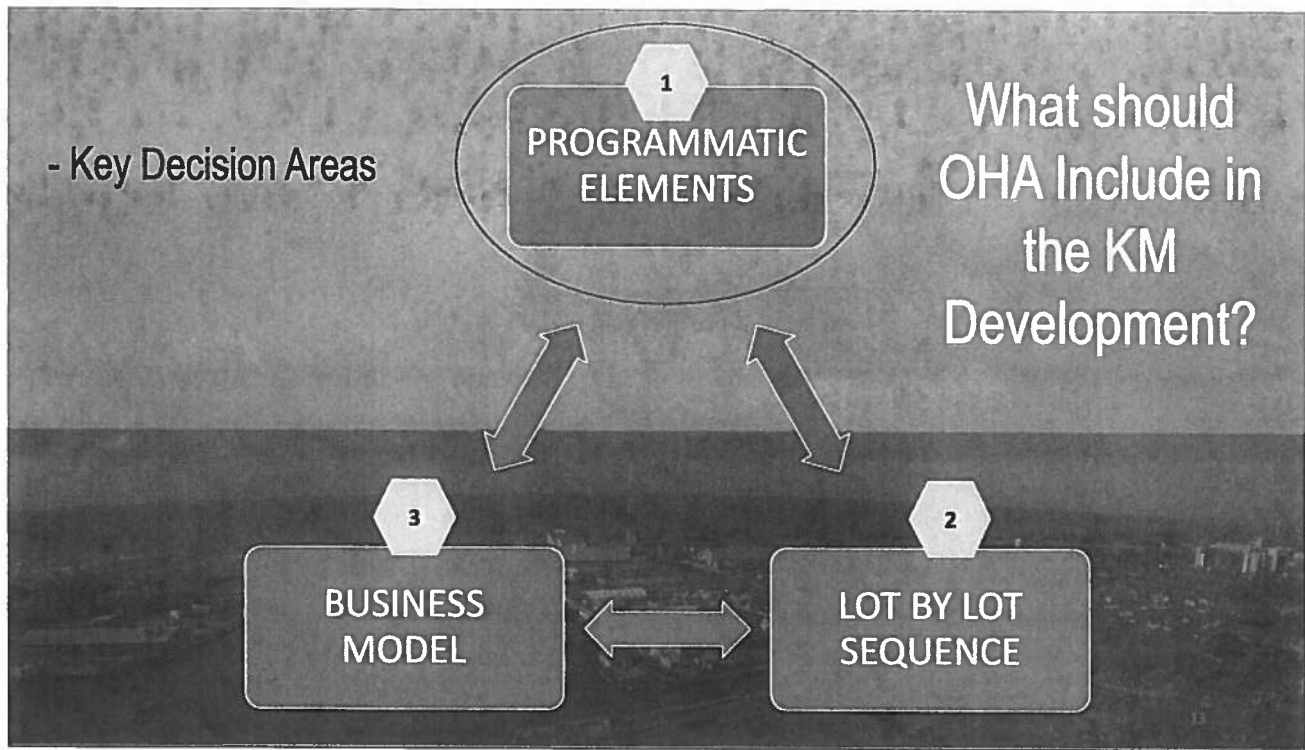 - Key Decision Areas
1
PROGRAMMATIC
ELEMENTS
What should
OHA Include in
the KM
Development?
3
BUSINESS
MODEL
2
LOT BY LOT
SEQUENCE
13